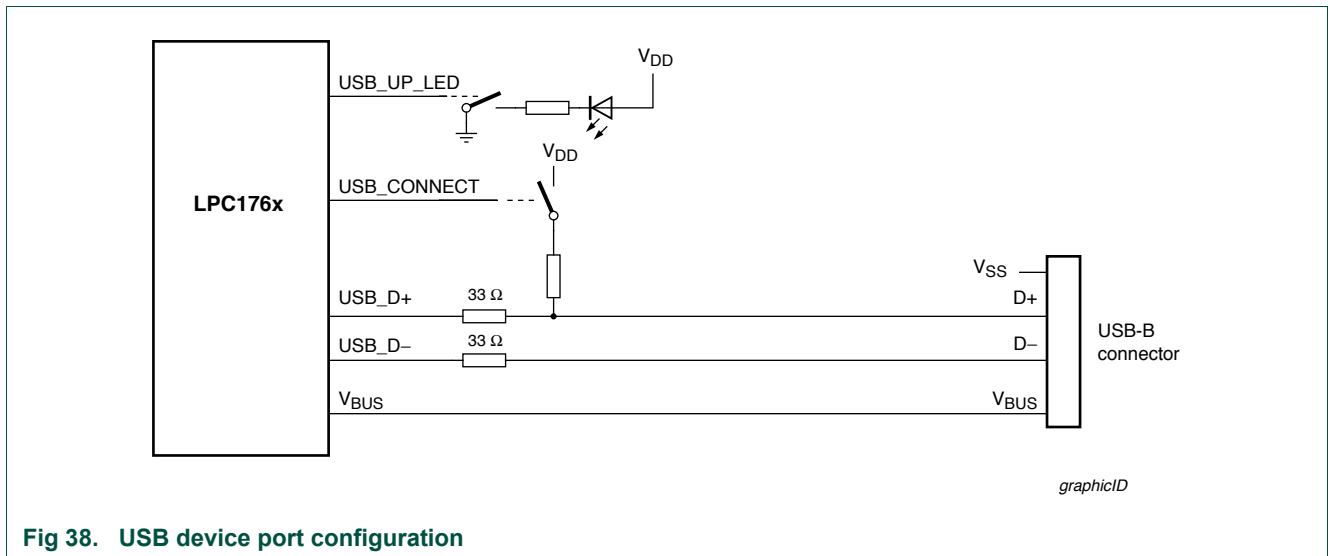 VDD
USB_UP_LED
VDD
USB_CONNECT
LPC176x
VSS
USB_D+
33 Ω
D+
USB_D−
33 Ω
D−
USB-B
connector
VBUS
VBUS
graphicID
Fig 38. USB device port configuration